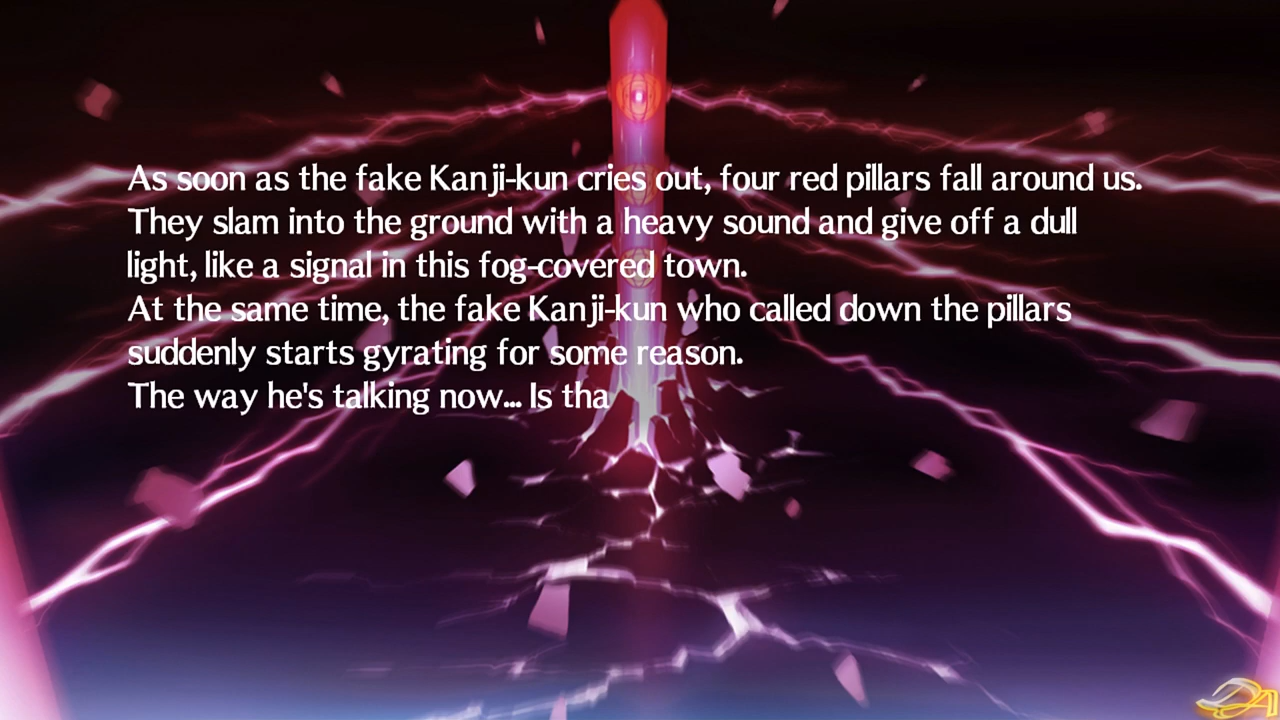 As soon as the fake Kanji-kun cries out, four red pillars fall around us.
They slam into the ground with a heavy sound and give off a dull
light, like a signal in this fog-covered town.
At the same time, the fake Kanji-kun who called down the pillars
suddenly starts gyrating for some reason.
The way he's talking now... Is tha